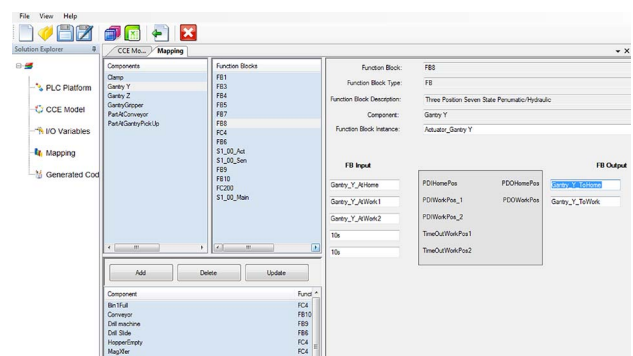 File View Help
Solution Explorer
CCE Mo... Mapping
PLC Platform
CCE Model
I/O Variables
Mapping
Generated Cod
Components
Clamp
Gantry Y
Gantry Z
GantryGripper
PartAtConveyor
PartAtGantryPickUp
Function Blocks
FB1
FB3
FB4
FB5
FB7
FB8
FC4
FB6
S1_00_Act
S1_00_Sen
FB9
FB10
FC200
S1_00_Main
Add Delete Update
Component Funct
Bin1Full FC4
Conveyor FB10
Drill machine FB9
Drill Slide FB6
HopperEmpty FC4
MagXfer FC4
Function Block: FB8
Function Block Type: FB
Function Block Description: Three Position Seven State Penumatic/Hydraulic
Component: Gantry Y
Function Block Instance: Actuator_Gantry Y
FB Input FB Output
Gantry_Y_AtHome PDIHomePos PDOHomePos Gantry_Y_ToHome
Gantry_Y_AtWork1 PDIWorkPos_1 PDOWorkPos Gantry_Y_ToWork
Gantry_Y_AtWork2 PDIWorkPos_2
10s TimeOutWorkPos1
10s TimeOutWorkPos2